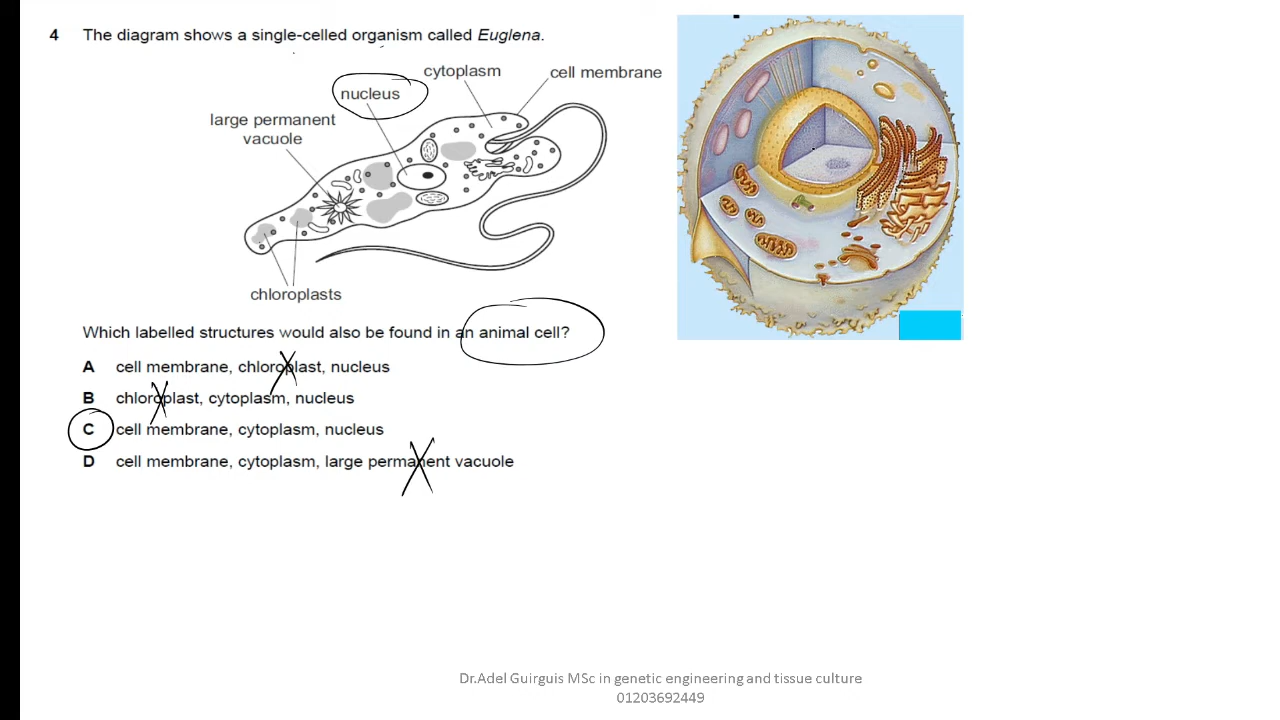 4 The diagram shows a single-celled organism called Euglena.
cytoplasm
cell membrane
nucleus
large permanent
vacuole
chloroplasts
Which labelled structures would also be found in an animal cell?
A cell membrane, chloroplast, nucleus
B chloroplast, cytoplasm, nucleus
C cell membrane, cytoplasm, nucleus
D cell membrane, cytoplasm, large permanent vacuole
Dr.Adel Guirguis MSc in genetic engineering and tissue culture
01203692449